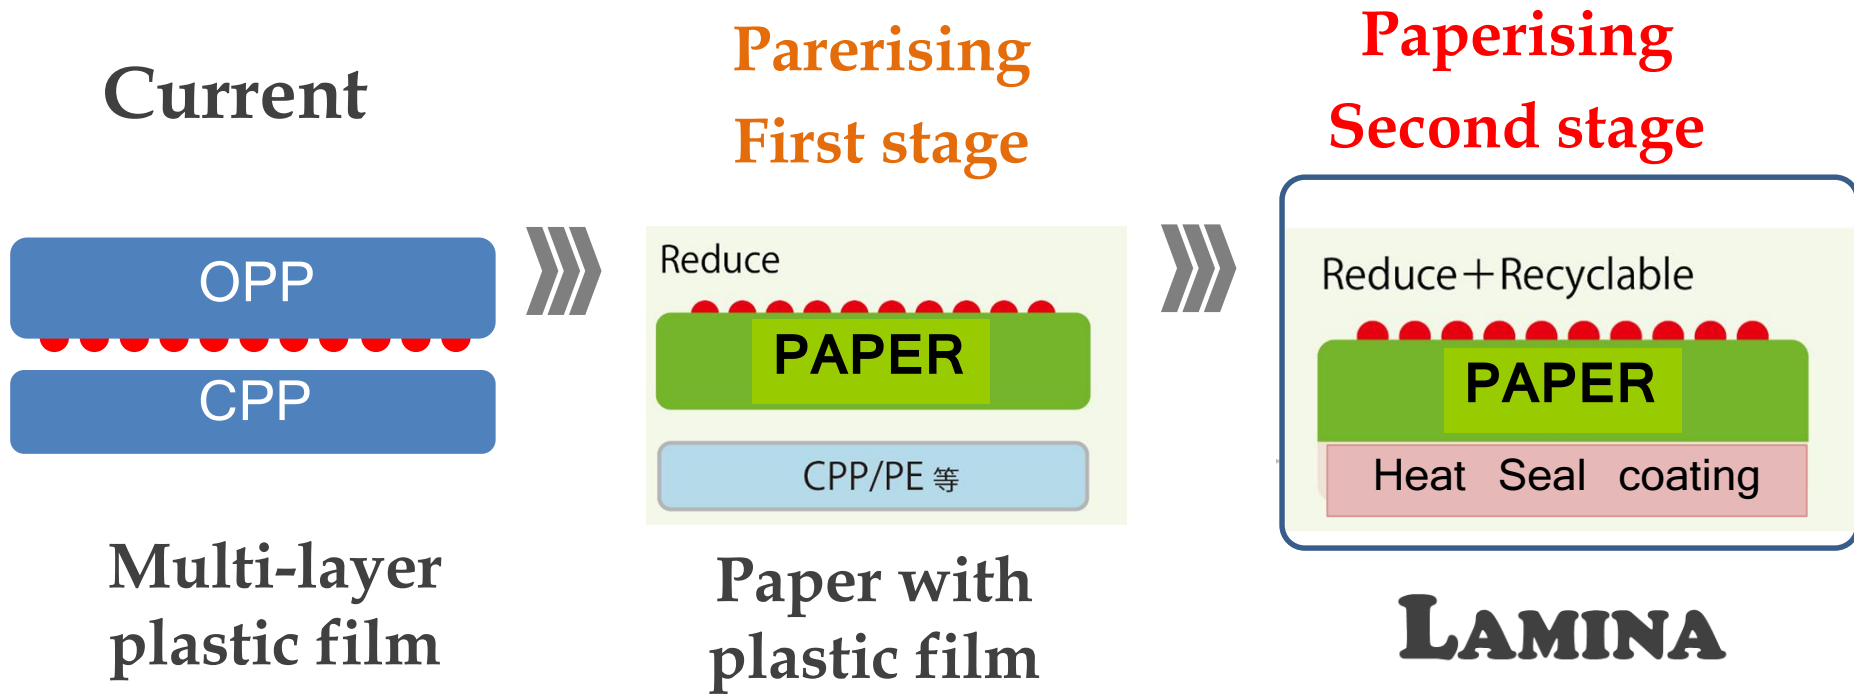 Current
OPP
CPP
Multi-layer
plastic film
Parerising
First stage
Reduce
PAPER
CPP/PE 等
Paper with
plastic film
Paperising
Second stage
Reduce＋Recyclable
PAPER
Heat Seal coating
LAMINA